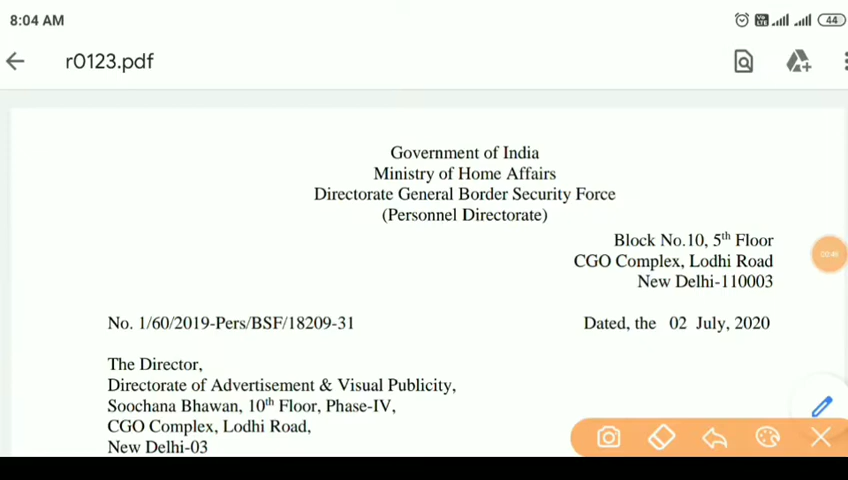 8:04 AM
44
r0123.pdf
Government of India
Ministry of Home Affairs
Directorate General Border Security Force
(Personnel Directorate)
Block No.10, 5th Floor
CGO Complex, Lodhi Road
New Delhi-110003
No. 1/60/2019-Pers/BSF/18209-31
Dated, the 02 July, 2020
The Director,
Directorate of Advertisement & Visual Publicity,
Soochana Bhawan, 10th Floor, Phase-IV,
CGO Complex, Lodhi Road,
New Delhi-03